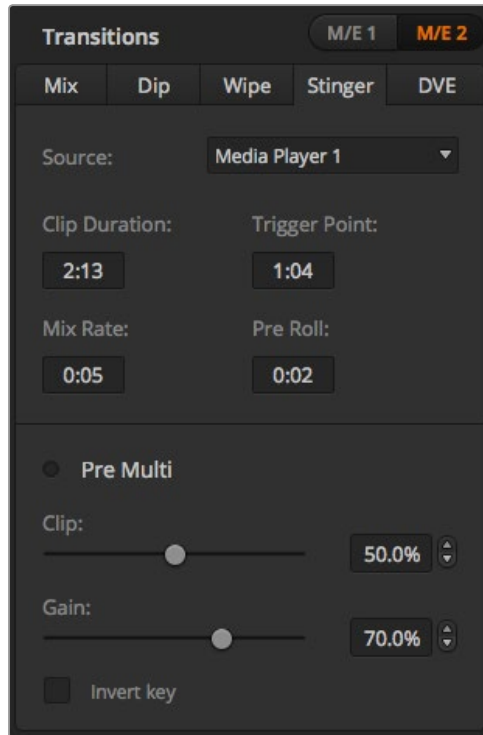 Transitions M/E 1 M/E 2
Mix Dip Wipe Stinger DVE
Source: Media Player 1
Clip Duration: Trigger Point:
2:13 1:04
Mix Rate: Pre Roll:
0:05 0:02
Pre Multi
Clip:
50.0%
Gain:
70.0%
Invert key